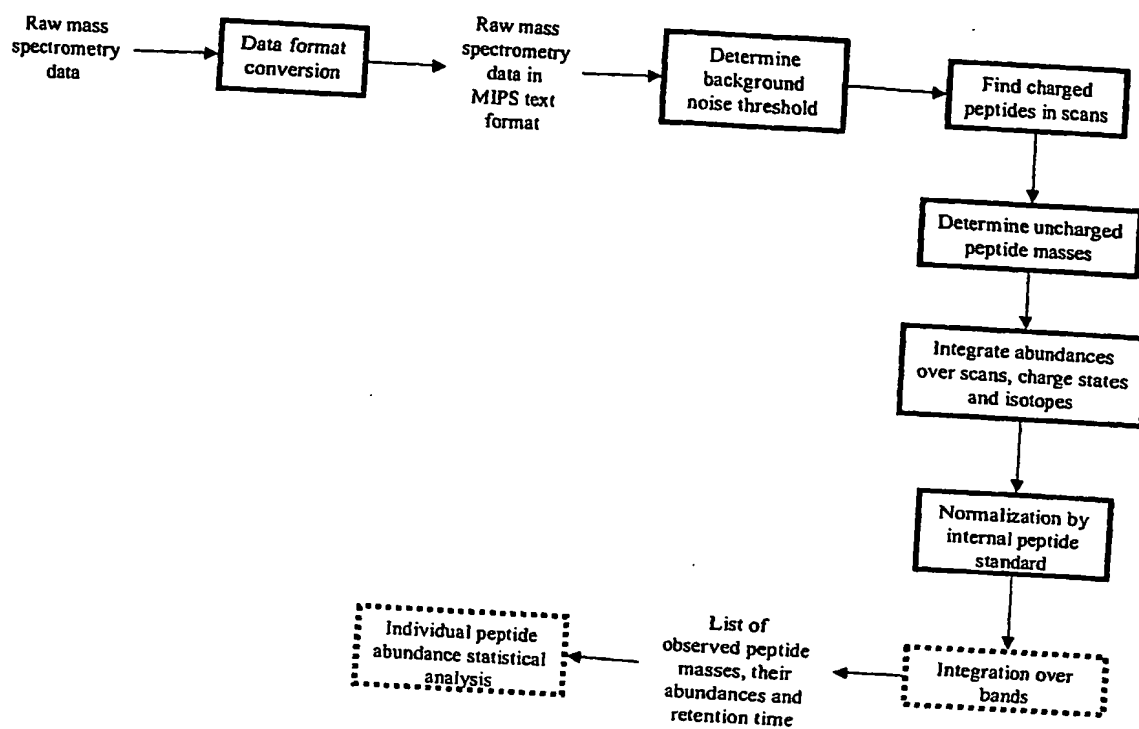 Raw mass
spectrometry
data
Data format
conversion
Raw mass
spectrometry
data in
MIPS text
format
Determine
background
noise threshold
Find charged
peptides in scans
Determine uncharged
peptide masses
Integrate abundances
over scans, charge states
and isotopes
Normalization by
internal peptide
standard
Integration over
bands
List of
observed peptide
masses, their
abundances and
retention time
Individual peptide
abundance statistical
analysis